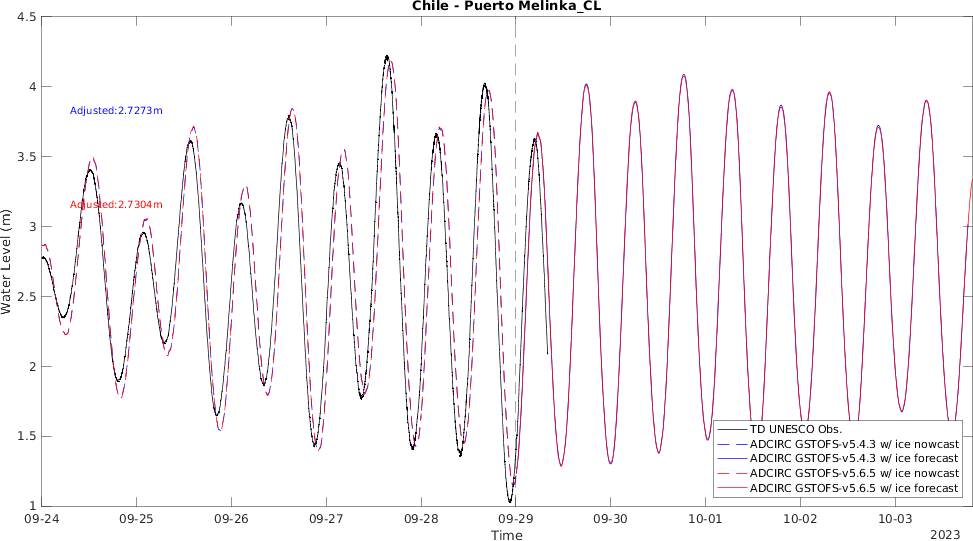 Chile - Puerto Melinka_CL
4.5
4
3.5
3
2.5
2
1.5
1
Water Level (m)
Adjusted:2.7273m
Adjusted:2.7304m
TD UNESCO Obs.
ADCIRC GSTOFS-v5.4.3 w/ ice nowcast
ADCIRC GSTOFS-v5.4.3 w/ ice forecast
ADCIRC GSTOFS-v5.6.5 w/ ice nowcast
ADCIRC GSTOFS-v5.6.5 w/ ice forecast
09-24 09-25 09-26 09-27 09-28 09-29 09-30 10-01 10-02 10-03
Time
2023